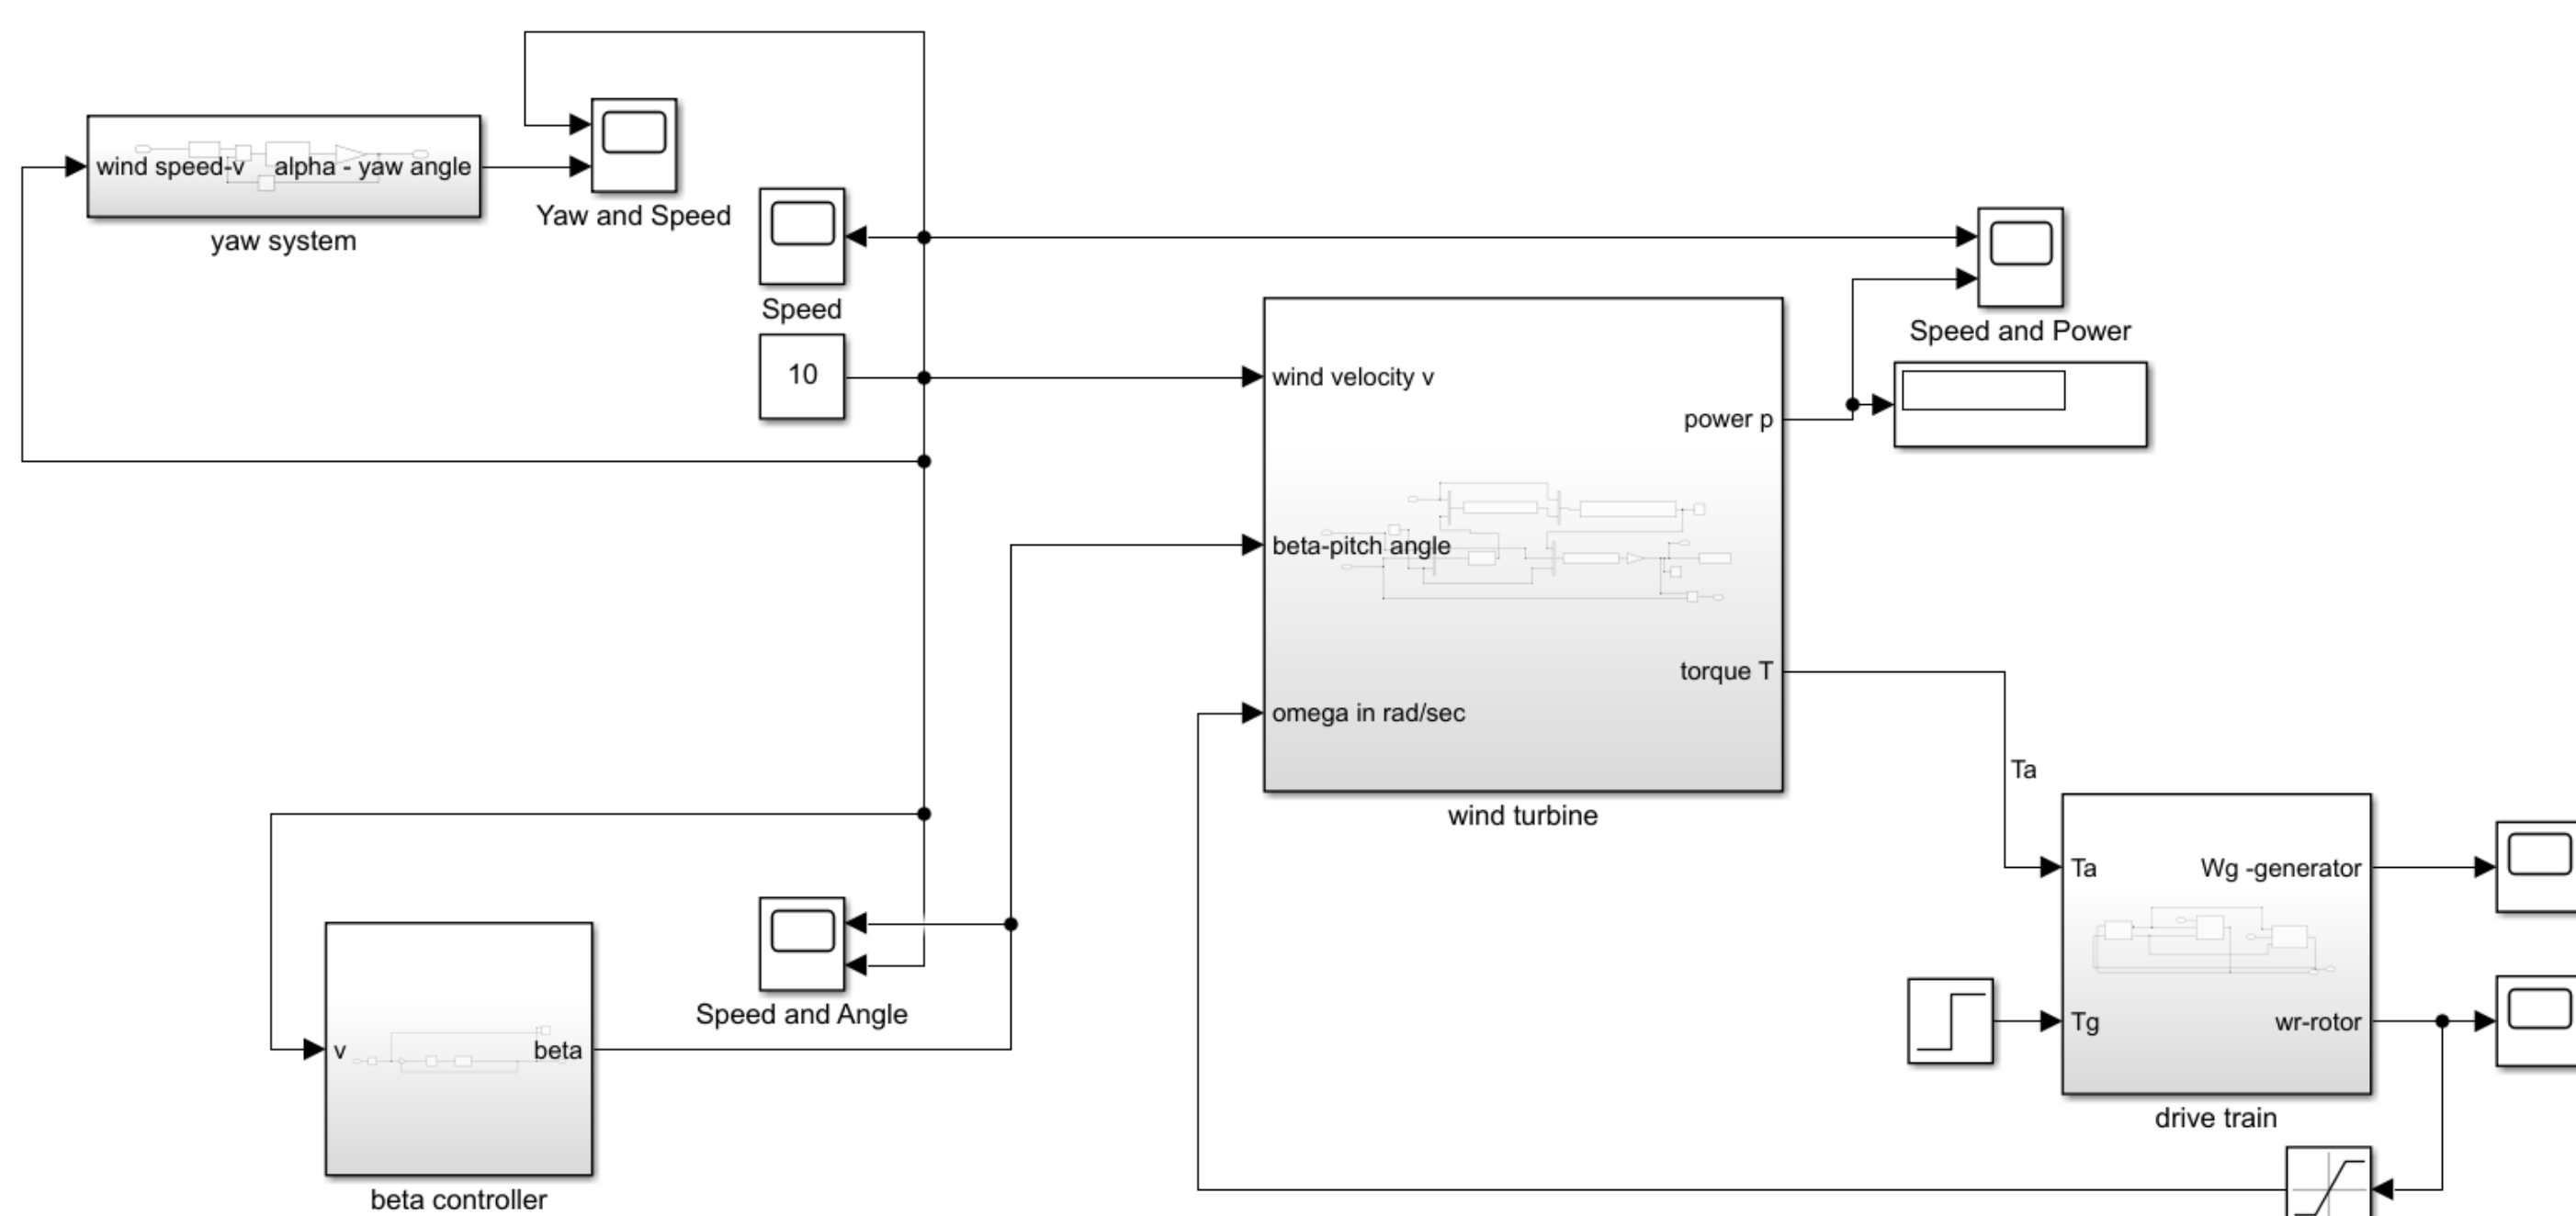 wind speed-v
alpha - yaw angle
yaw system
Yaw and Speed
Speed
10
Speed and Power
wind velocity v
power p
beta-pitch angle
torque T
omega in rad/sec
wind turbine
Ta
Ta
Wg -generator
Tg
wr-rotor
drive train
Speed and Angle
v
beta
beta controller